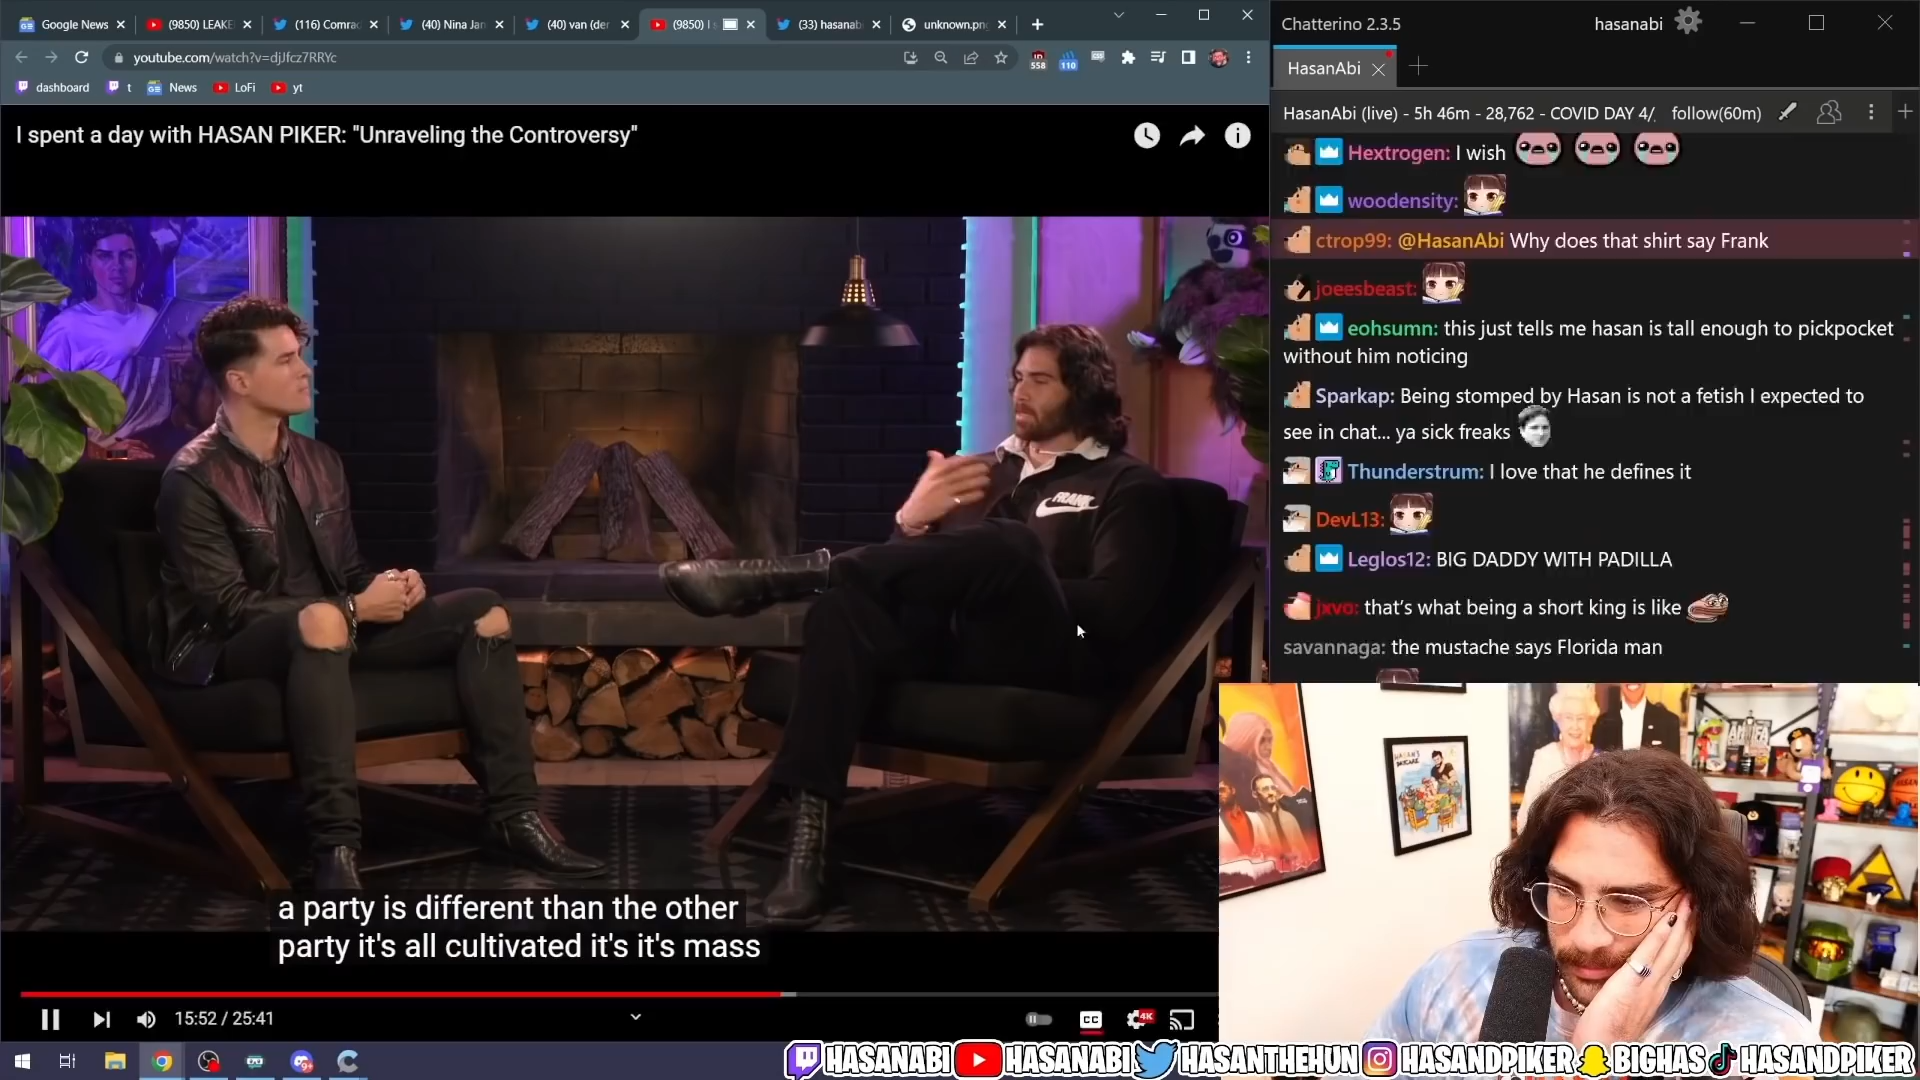 Google News
(9850) LEAKE
(116) Comra
(40) Nina Jan
(40) van (der
(9850) I s
(33) hasanab
unknown.pn
youtube.com/watch?v=djJfcz7RRYc
558
110
dashboard
t
News
LoFi
yt
I spent a day with HASAN PIKER: "Unraveling the Controversy"
FRANK
a party is different than the other
party it's all cultivated it's it's mass
15:52 / 25:41
CC
4K
Chatterino 2.3.5
hasanabi
HasanAbi
HasanAbi (live) - 5h 46m - 28,762 - COVID DAY 4/
follow(60m)
Hextrogen: I wish
woodensity:
ctrop99: @HasanAbi Why does that shirt say Frank
joeesbeast:
eohsumn: this just tells me hasan is tall enough to pickpocket
without him noticing
Sparkap: Being stomped by Hasan is not a fetish I expected to
see in chat... ya sick freaks
Thunderstrum: I love that he defines it
DevL13:
Leglos12: BIG DADDY WITH PADILLA
jxvo: that's what being a short king is like
savannaga: the mustache says Florida man
HASANABI
HASANABI
HASANTHEHUN
HASANDPIKER
BIGHAS
HASANDPIKER